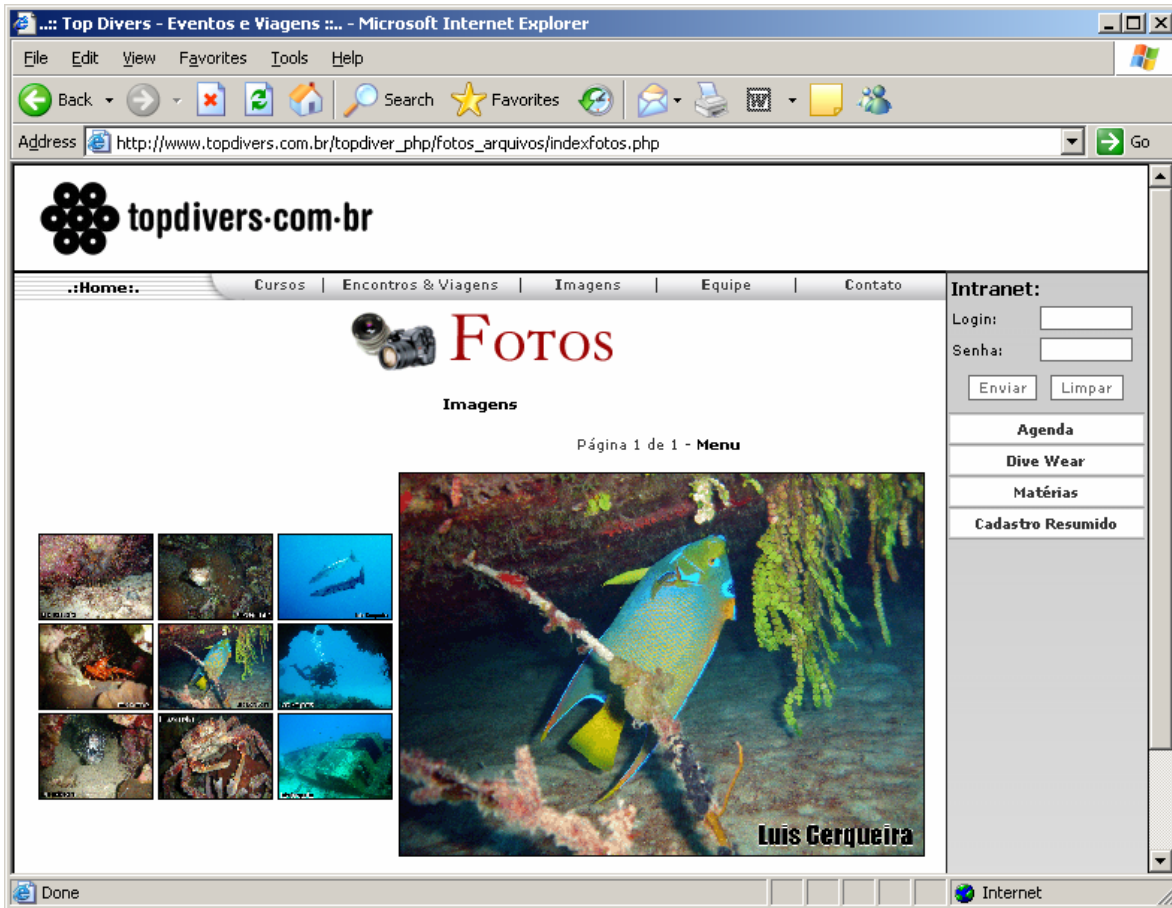 ..:: Top Divers - Eventos e Viagens ::.. - Microsoft Internet Explorer
File Edit View Favorites Tools Help
Back Search Favorites
Address http://www.topdivers.com.br/topdiver_php/fotos_arquivos/indexfotos.php Go
topdivers·com·br
.:Home:. Cursos | Encontros & Viagens | Imagens | Equipe | Contato
Intranet:
Login:
Senha:
Enviar Limpar
Agenda
Dive Wear
Matérias
Cadastro Resumido
FOTOS
Imagens
Página 1 de 1 - Menu
Luis Cerqueira
Done Internet